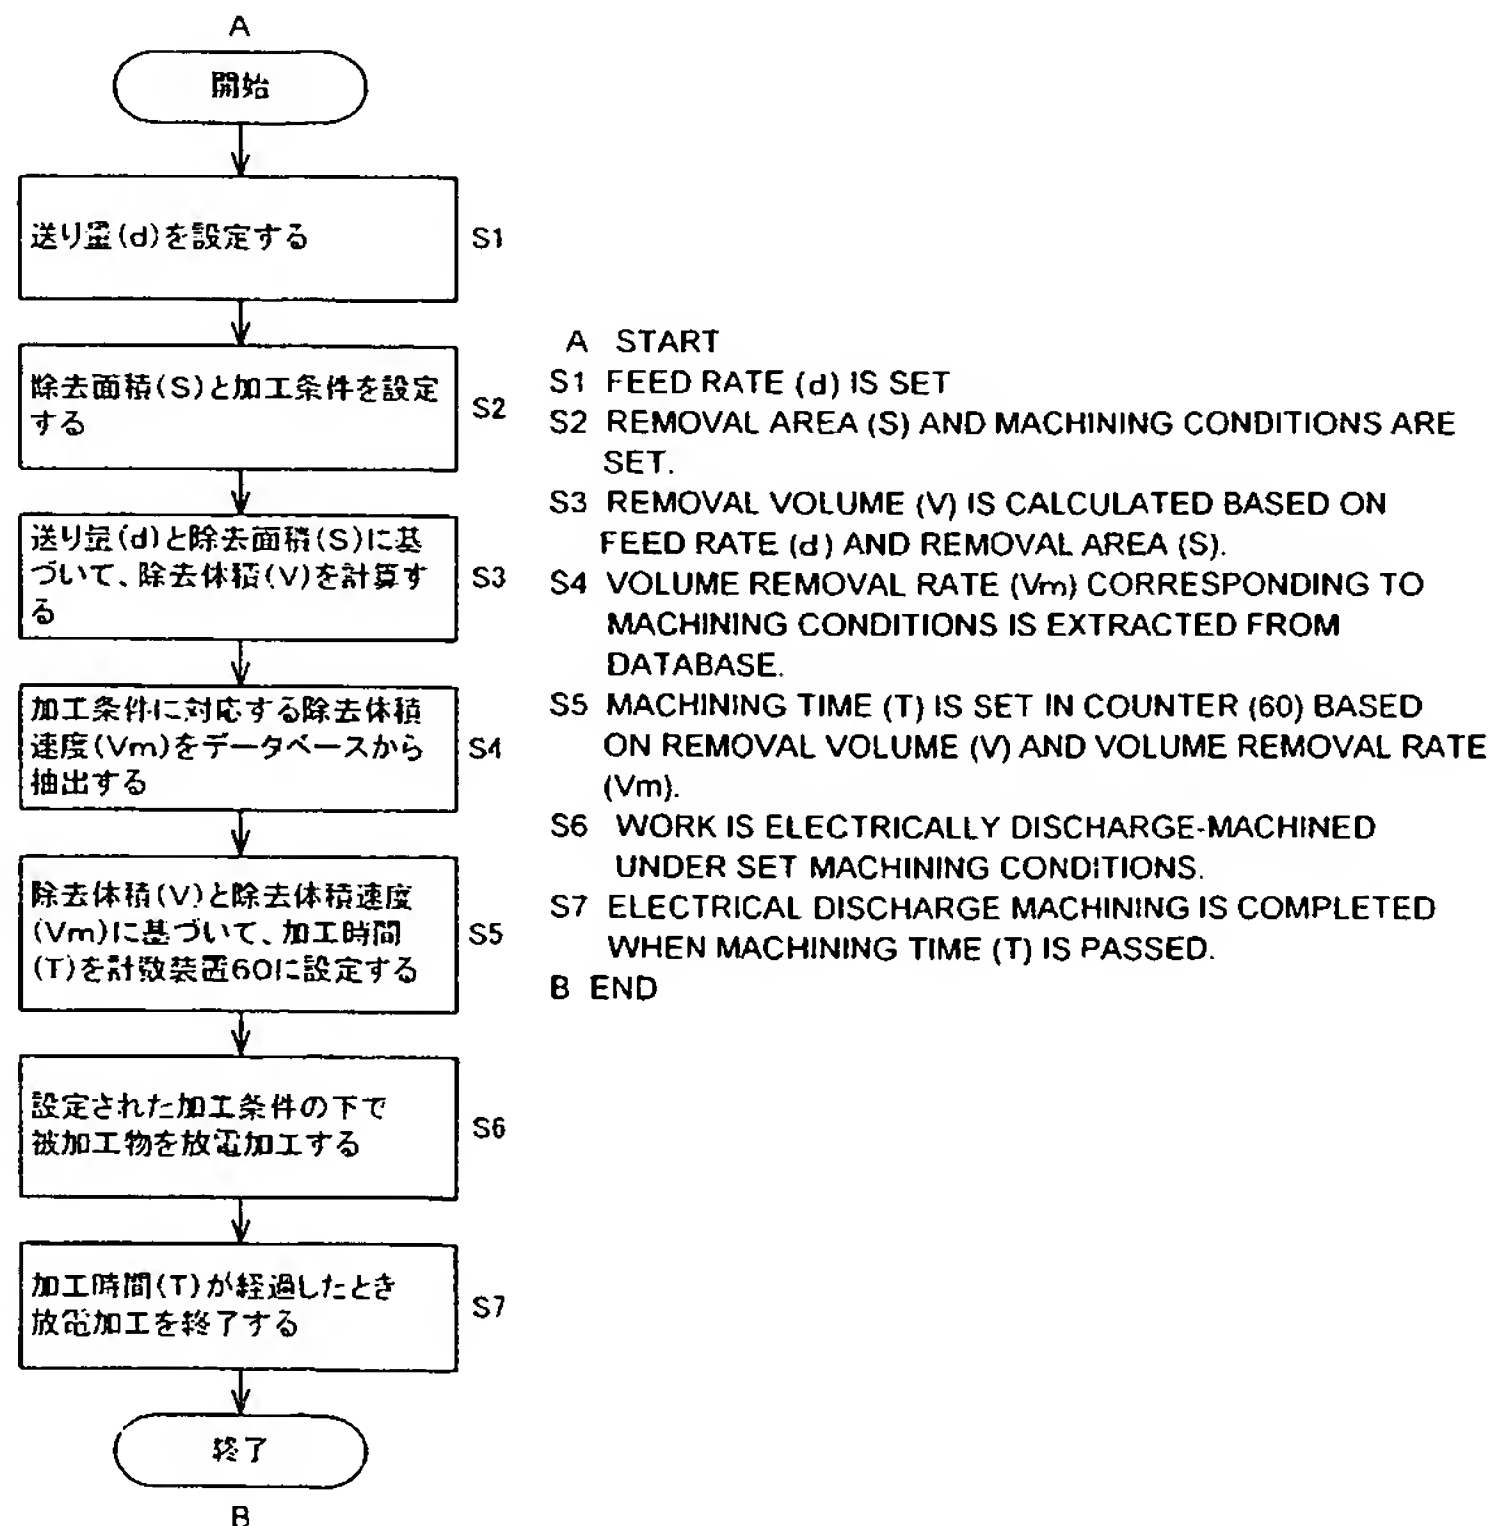 A
開始
送り量(d)を設定する
S1
除去面積(S)と加工条件を設定
する
S2
送り量(d)と除去面積(S)に基
づいて、除去体積(V)を計算す
る
S3
加工条件に対応する除去体積
速度(Vm)をデータベースから
抽出する
S4
除去体積(V)と除去体積速度
(Vm)に基づいて、加工時間
(T)を計数装置60に設定する
S5
設定された加工条件の下で
被加工物を放電加工する
S6
加工時間(T)が経過したとき
放電加工を終了する
S7
終了
B
A START
S1 FEED RATE (d) IS SET
S2 REMOVAL AREA (S) AND MACHINING CONDITIONS ARE
SET.
S3 REMOVAL VOLUME (V) IS CALCULATED BASED ON
FEED RATE (d) AND REMOVAL AREA (S).
S4 VOLUME REMOVAL RATE (Vm) CORRESPONDING TO
MACHINING CONDITIONS IS EXTRACTED FROM
DATABASE.
S5 MACHINING TIME (T) IS SET IN COUNTER (60) BASED
ON REMOVAL VOLUME (V) AND VOLUME REMOVAL RATE
(Vm).
S6 WORK IS ELECTRICALLY DISCHARGE-MACHINED
UNDER SET MACHINING CONDITIONS.
S7 ELECTRICAL DISCHARGE MACHINING IS COMPLETED
WHEN MACHINING TIME (T) IS PASSED.
B END